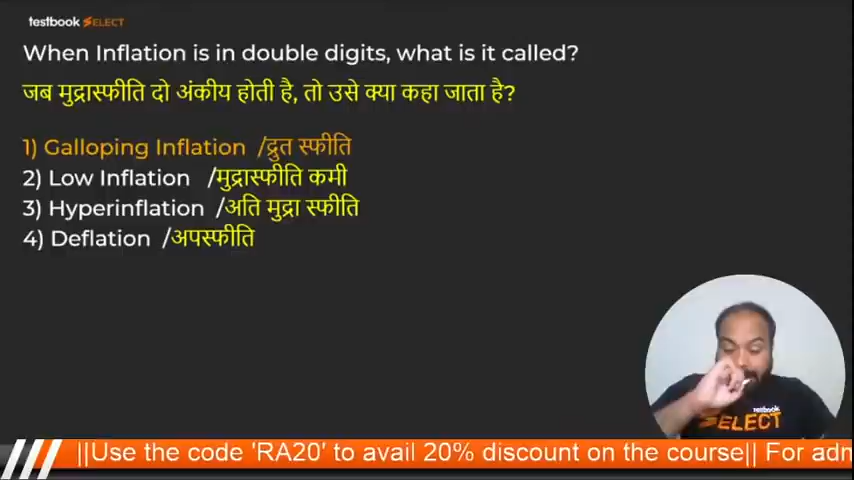 testbook SELECT
When Inflation is in double digits, what is it called?
जब मुद्रास्फीति दो अंकीय होती है, तो उसे क्या कहा जाता है?
1) Galloping Inflation /द्रुत स्फीति
2) Low Inflation /मुद्रास्फीति कमी
3) Hyperinflation /अति मुद्रा स्फीति
4) Deflation /अपस्फीति
testbook
SELECT
||Use the code 'RA20' to avail 20% discount on the course|| For adm